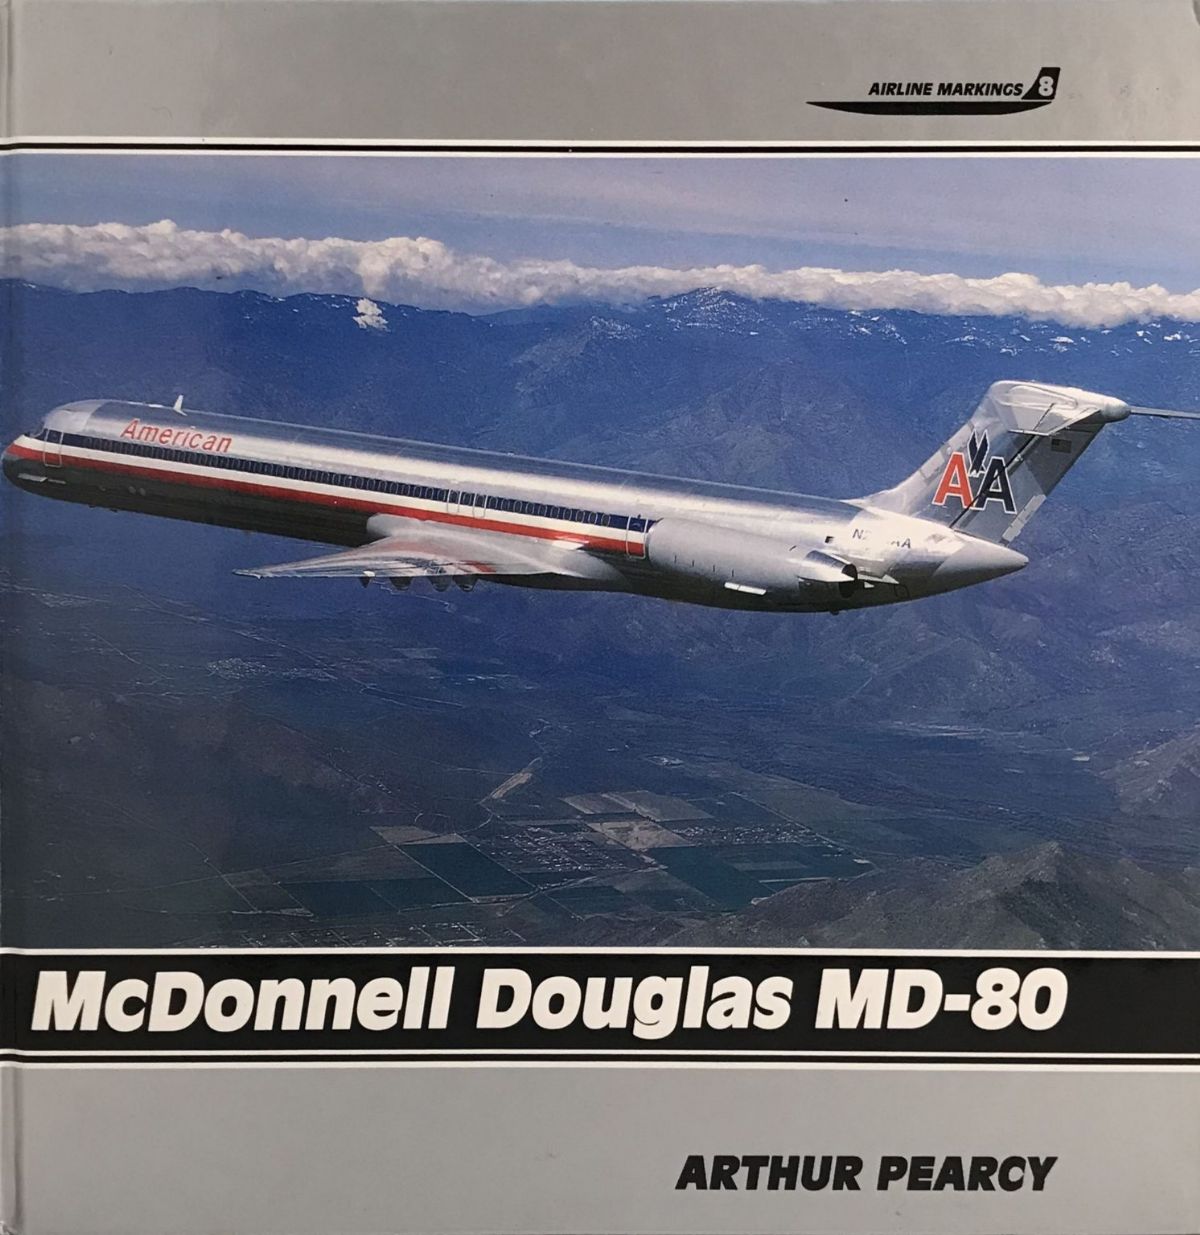 AIRLINE MARKINGS 8
American
AA
McDonnell Douglas MD-80
ARTHUR PEARCY